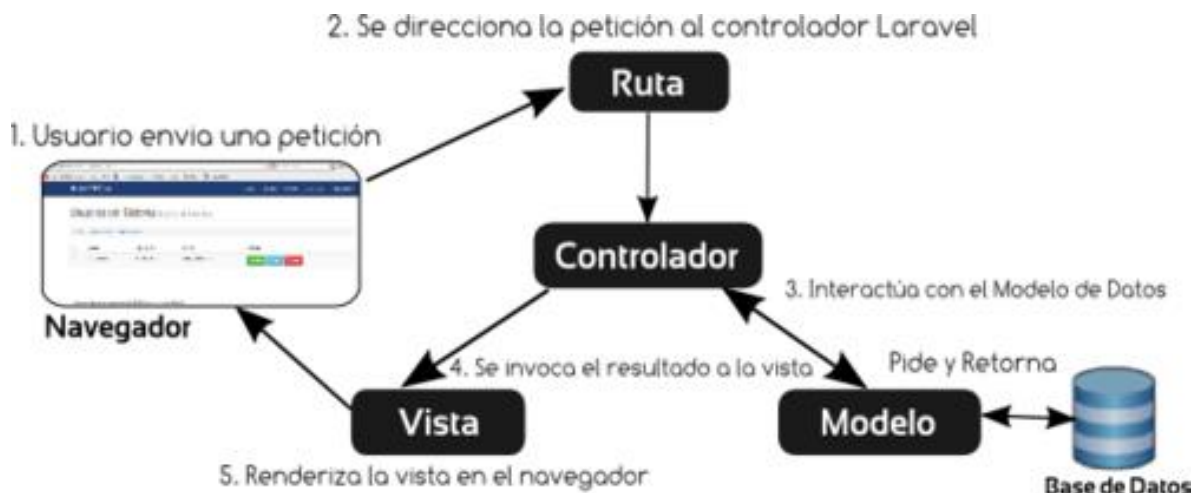 2. Se direcciona la petición al controlador Laravel
Ruta
1. Usuario envia una petición
Controlador
3. Interactúa con el Modelo de Datos
Navegador
4. Se invoca el resultado a la vista
Pide y Retorna
Vista
Modelo
5. Renderiza la vista en el navegador
Base de Datos